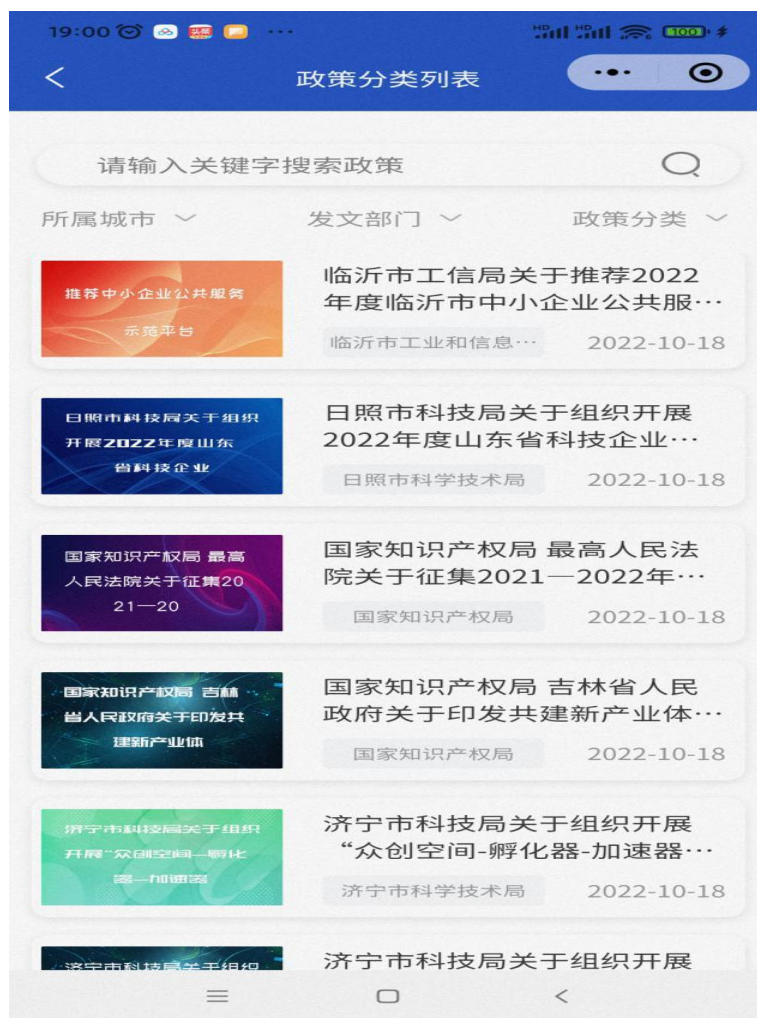 19:00
HD HD 100
政策分类列表
请输入关键字搜索政策
所属城市 发文部门 政策分类
推荐中小企业公共服务
示范平台
临沂市工信局关于推荐2022
年度临沂市中小企业公共服…
临沂市工业和信息… 2022-10-18
日照市科技局关于组织
开展2022年度山东
省科技企业
日照市科技局关于组织开展
2022年度山东省科技企业…
日照市科学技术局 2022-10-18
国家知识产权局 最高
人民法院关于征集20
21—20
国家知识产权局 最高人民法
院关于征集2021—2022年…
国家知识产权局 2022-10-18
国家知识产权局 吉林
省人民政府关于印发共
建新产业体
国家知识产权局 吉林省人民
政府关于印发共建新产业体…
国家知识产权局 2022-10-18
济宁市科技局关于组织
开展“众创空间—孵化
器—加速器
济宁市科技局关于组织开展
“众创空间-孵化器-加速器…
济宁市科学技术局 2022-10-18
济宁市科技局关于组织
济宁市科技局关于组织开展